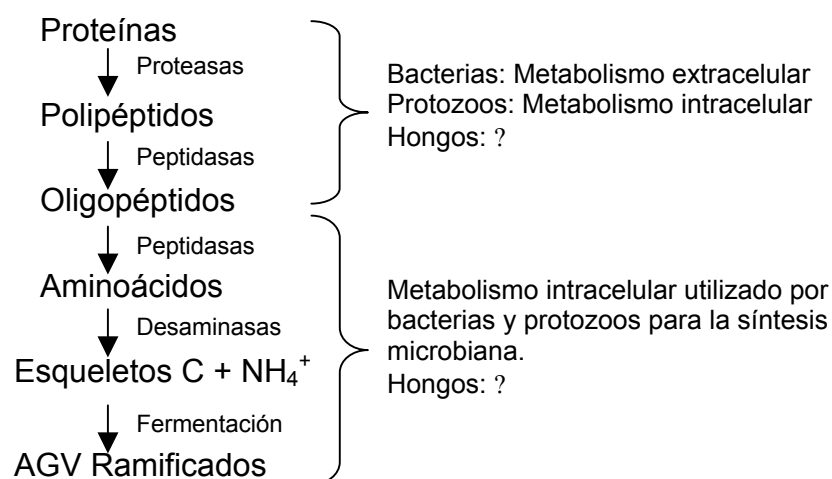 Proteínas
Proteasas
Polipéptidos
Peptidasas
Oligopéptidos
Peptidasas
Aminoácidos
Desaminasas
Esqueletos C + NH₄⁺
Fermentación
AGV Ramificados
Bacterias: Metabolismo extracelular
Protozoos: Metabolismo intracelular
Hongos: ?
Metabolismo intracelular utilizado por
bacterias y protozoos para la síntesis
microbiana.
Hongos: ?